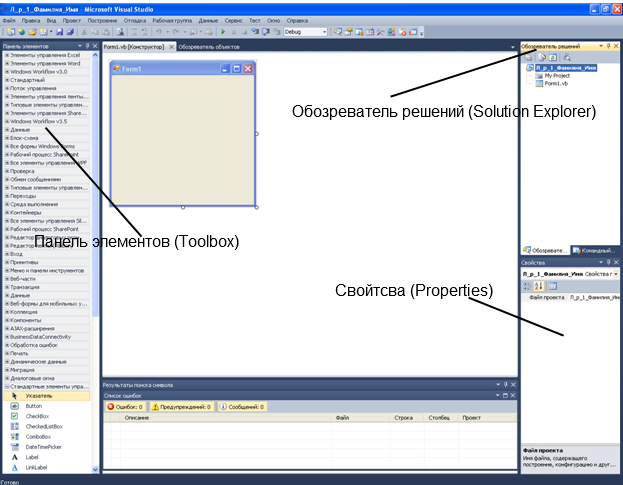 Л_р_1_Фамилия_Имя - Microsoft Visual Studio
Файл Правка Вид Проект Построение Отладка Рабочая группа Данные Сервис Тест Окно Справка
Debug
Панель элементов
Элементы управления Excel
Элементы управления Word
Windows Workflow v3.0
Стандартный
Поток управления
Элементы управления ленты...
Типовые элементы управлен...
Элементы управления Share...
Windows Workflow v3.5
Данные
Блок-схема
Все формы Windows Forms
Рабочий процесс SharePoint
Все элементы управления WPF
Проверка
Обмен сообщениями
Типовые элементы управлен...
Переходы
Среда выполнения
Контейнеры
Все элементы управления Sil...
Рабочий процесс SharePoint
Вход
Примитивы
Меню и панели инструментов
Веб-части
Транзакция
Данные
Веб-формы для мобильных у...
Коллекция
Компоненты
AJAX-расширения
BusinessDataConnectivity
Обработка ошибок
Печать
Динамические данные
Миграция
Диалоговые окна
Стандартные элементы упра...
Указатель
Button
CheckBox
CheckedListBox
ComboBox
DateTimePicker
Label
LinkLabel
Панель элементов (Toolbox)
Form1.vb [Конструктор]
Обозреватель объектов
Form1
Обозреватель решений (Solution Explorer)
Свойтсва (Properties)
Результаты поиска символа
Список ошибок
Ошибок: 0
Предупреждений: 0
Сообщений: 0
Описание Файл Строка Столбец Проект
Обозреватель решений
Л_р_1_Фамилия_Имя
My Project
Form1.vb
Обозревате...
Командный...
Свойства
Л_р_1_Фамилия_Имя Свойства г
Файл проекта Л_р_1_Фамилия_Имя
Файл проекта
Имя файла, содержащего
построение, конфигурацию и друг...
Готово